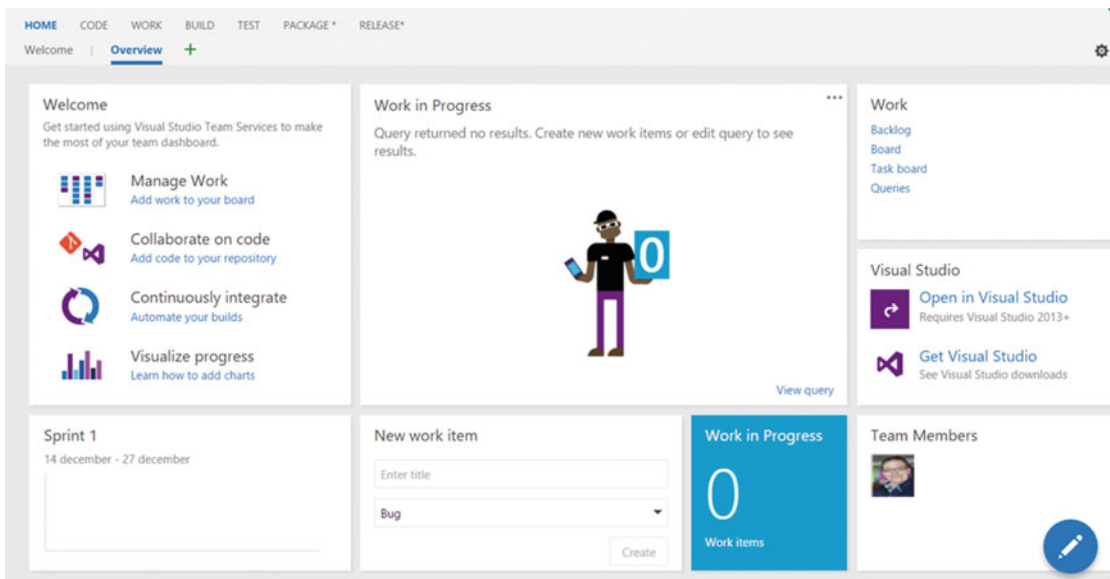 HOME CODE WORK BUILD TEST PACKAGE * RELEASE*
Welcome | Overview +
Welcome
Get started using Visual Studio Team Services to make
the most of your team dashboard.
Manage Work
Add work to your board
Collaborate on code
Add code to your repository
Continuously integrate
Automate your builds
Visualize progress
Learn how to add charts
Work in Progress
Query returned no results. Create new work items or edit query to see
results.
0
View query
Work
Backlog
Board
Task board
Queries
Visual Studio
Open in Visual Studio
Requires Visual Studio 2013+
Get Visual Studio
See Visual Studio downloads
Sprint 1
14 december - 27 december
New work item
Enter title
Bug
Create
Work in Progress
0
Work items
Team Members